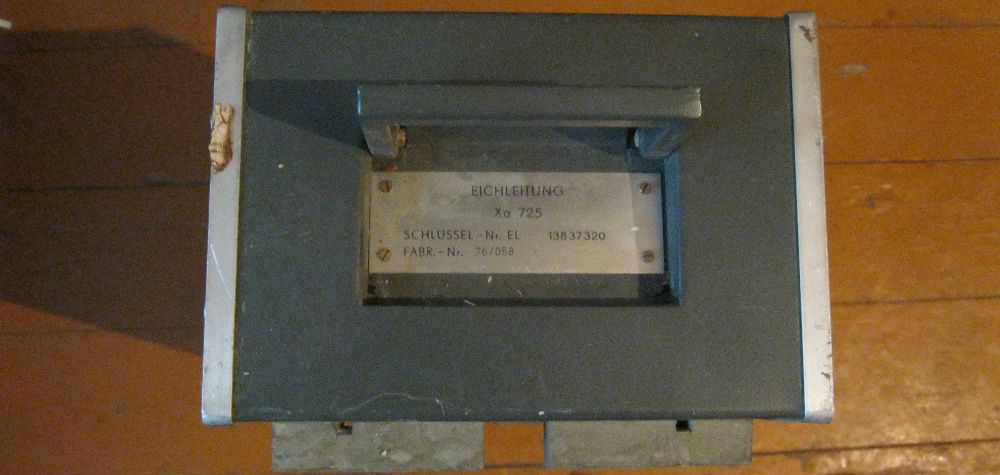 EICHLEITUNG
Xa 725
SCHLÜSSEL-Nr. EL 13837320
FABR.-Nr. 76/058